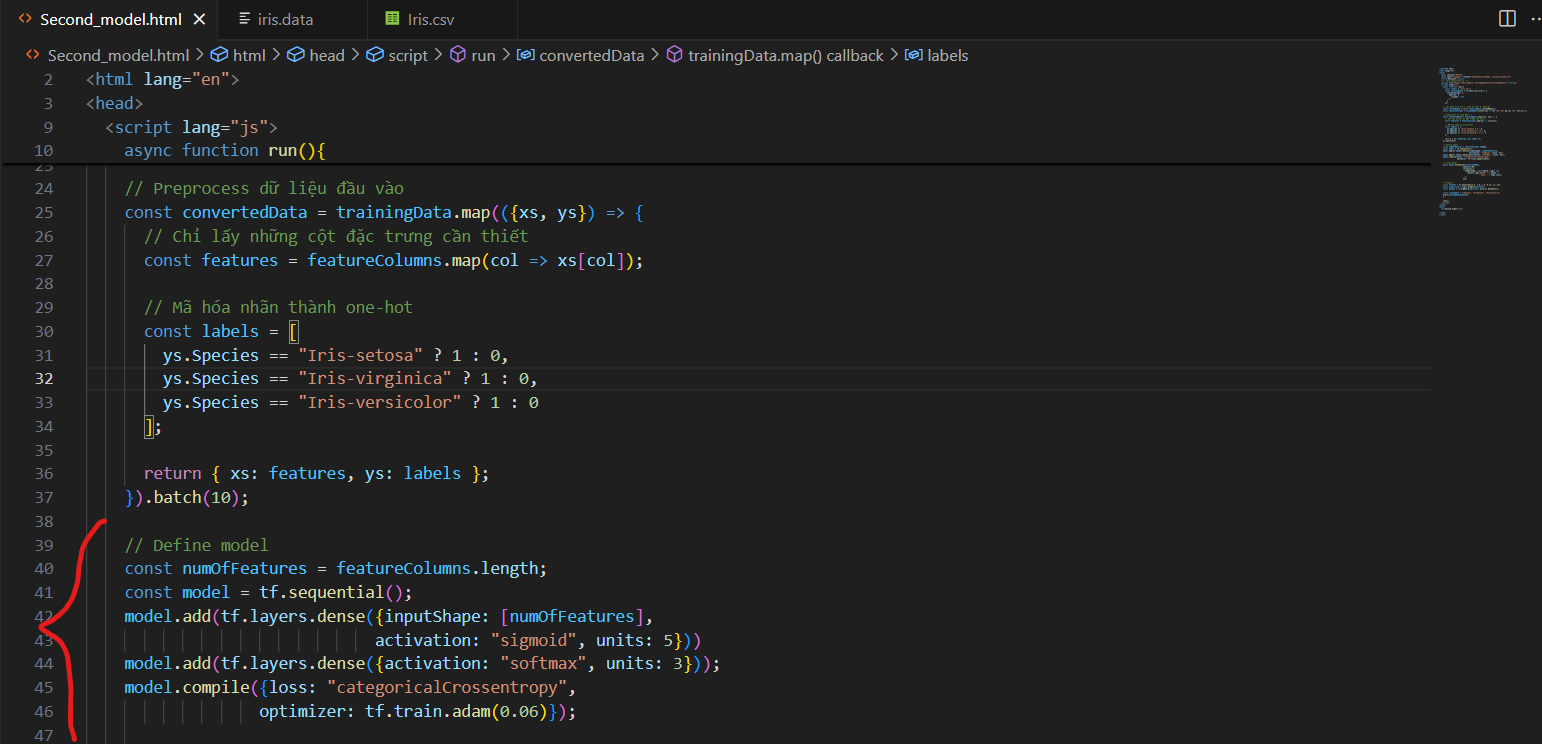 Second_model.html
iris.data
Iris.csv
Second_model.html > html > head > script > run > convertedData > trainingData.map() callback > labels
2 <html lang="en">
3 <head>
9 <script lang="js">
10 async function run(){
23
24 // Preprocess dữ liệu đầu vào
25 const convertedData = trainingData.map(({xs, ys}) => {
26 // Chỉ lấy những cột đặc trưng cần thiết
27 const features = featureColumns.map(col => xs[col]);
28
29 // Mã hóa nhãn thành one-hot
30 const labels = [
31 ys.Species == "Iris-setosa" ? 1 : 0,
32 ys.Species == "Iris-virginica" ? 1 : 0,
33 ys.Species == "Iris-versicolor" ? 1 : 0
34 ];
35
36 return { xs: features, ys: labels };
37 }).batch(10);
38
39 // Define model
40 const numOfFeatures = featureColumns.length;
41 const model = tf.sequential();
42 model.add(tf.layers.dense({inputShape: [numOfFeatures],
43 activation: "sigmoid", units: 5}))
44 model.add(tf.layers.dense({activation: "softmax", units: 3}));
45 model.compile({loss: "categoricalCrossentropy",
46 optimizer: tf.train.adam(0.06)});
47